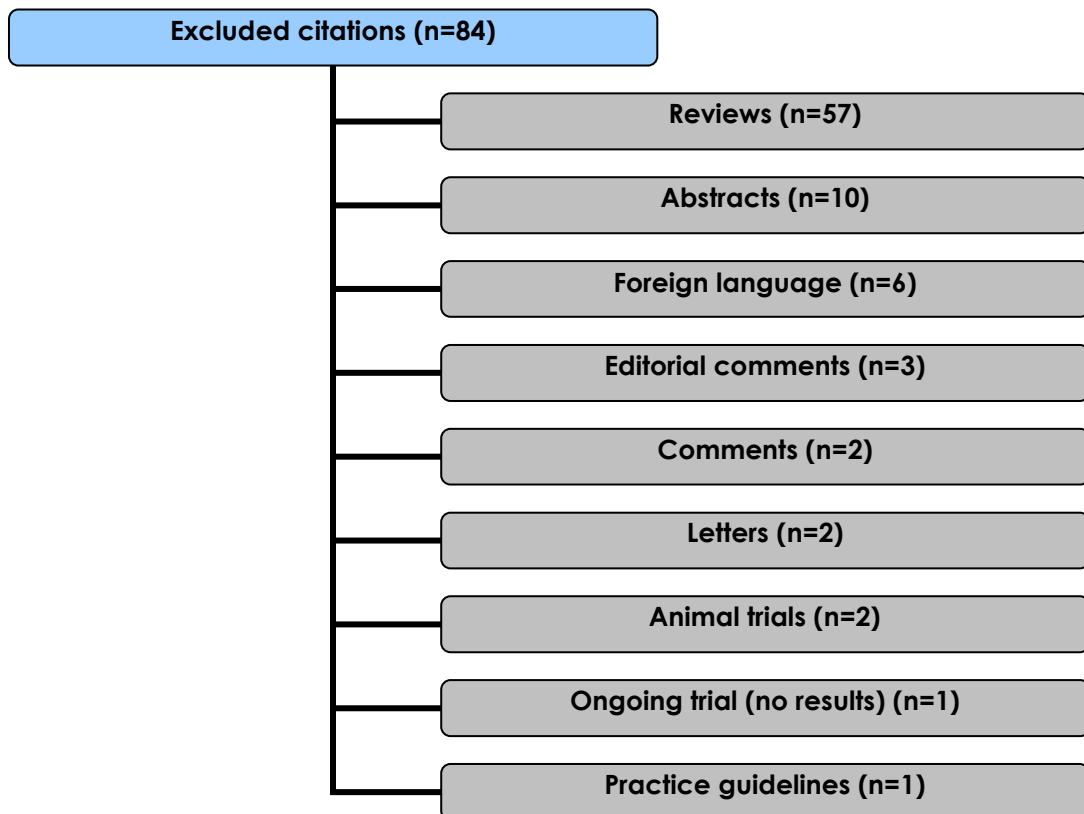 Excluded citations (n=84)
Reviews (n=57)
Abstracts (n=10)
Foreign language (n=6)
Editorial comments (n=3)
Comments (n=2)
Letters (n=2)
Animal trials (n=2)
Ongoing trial (no results) (n=1)
Practice guidelines (n=1)